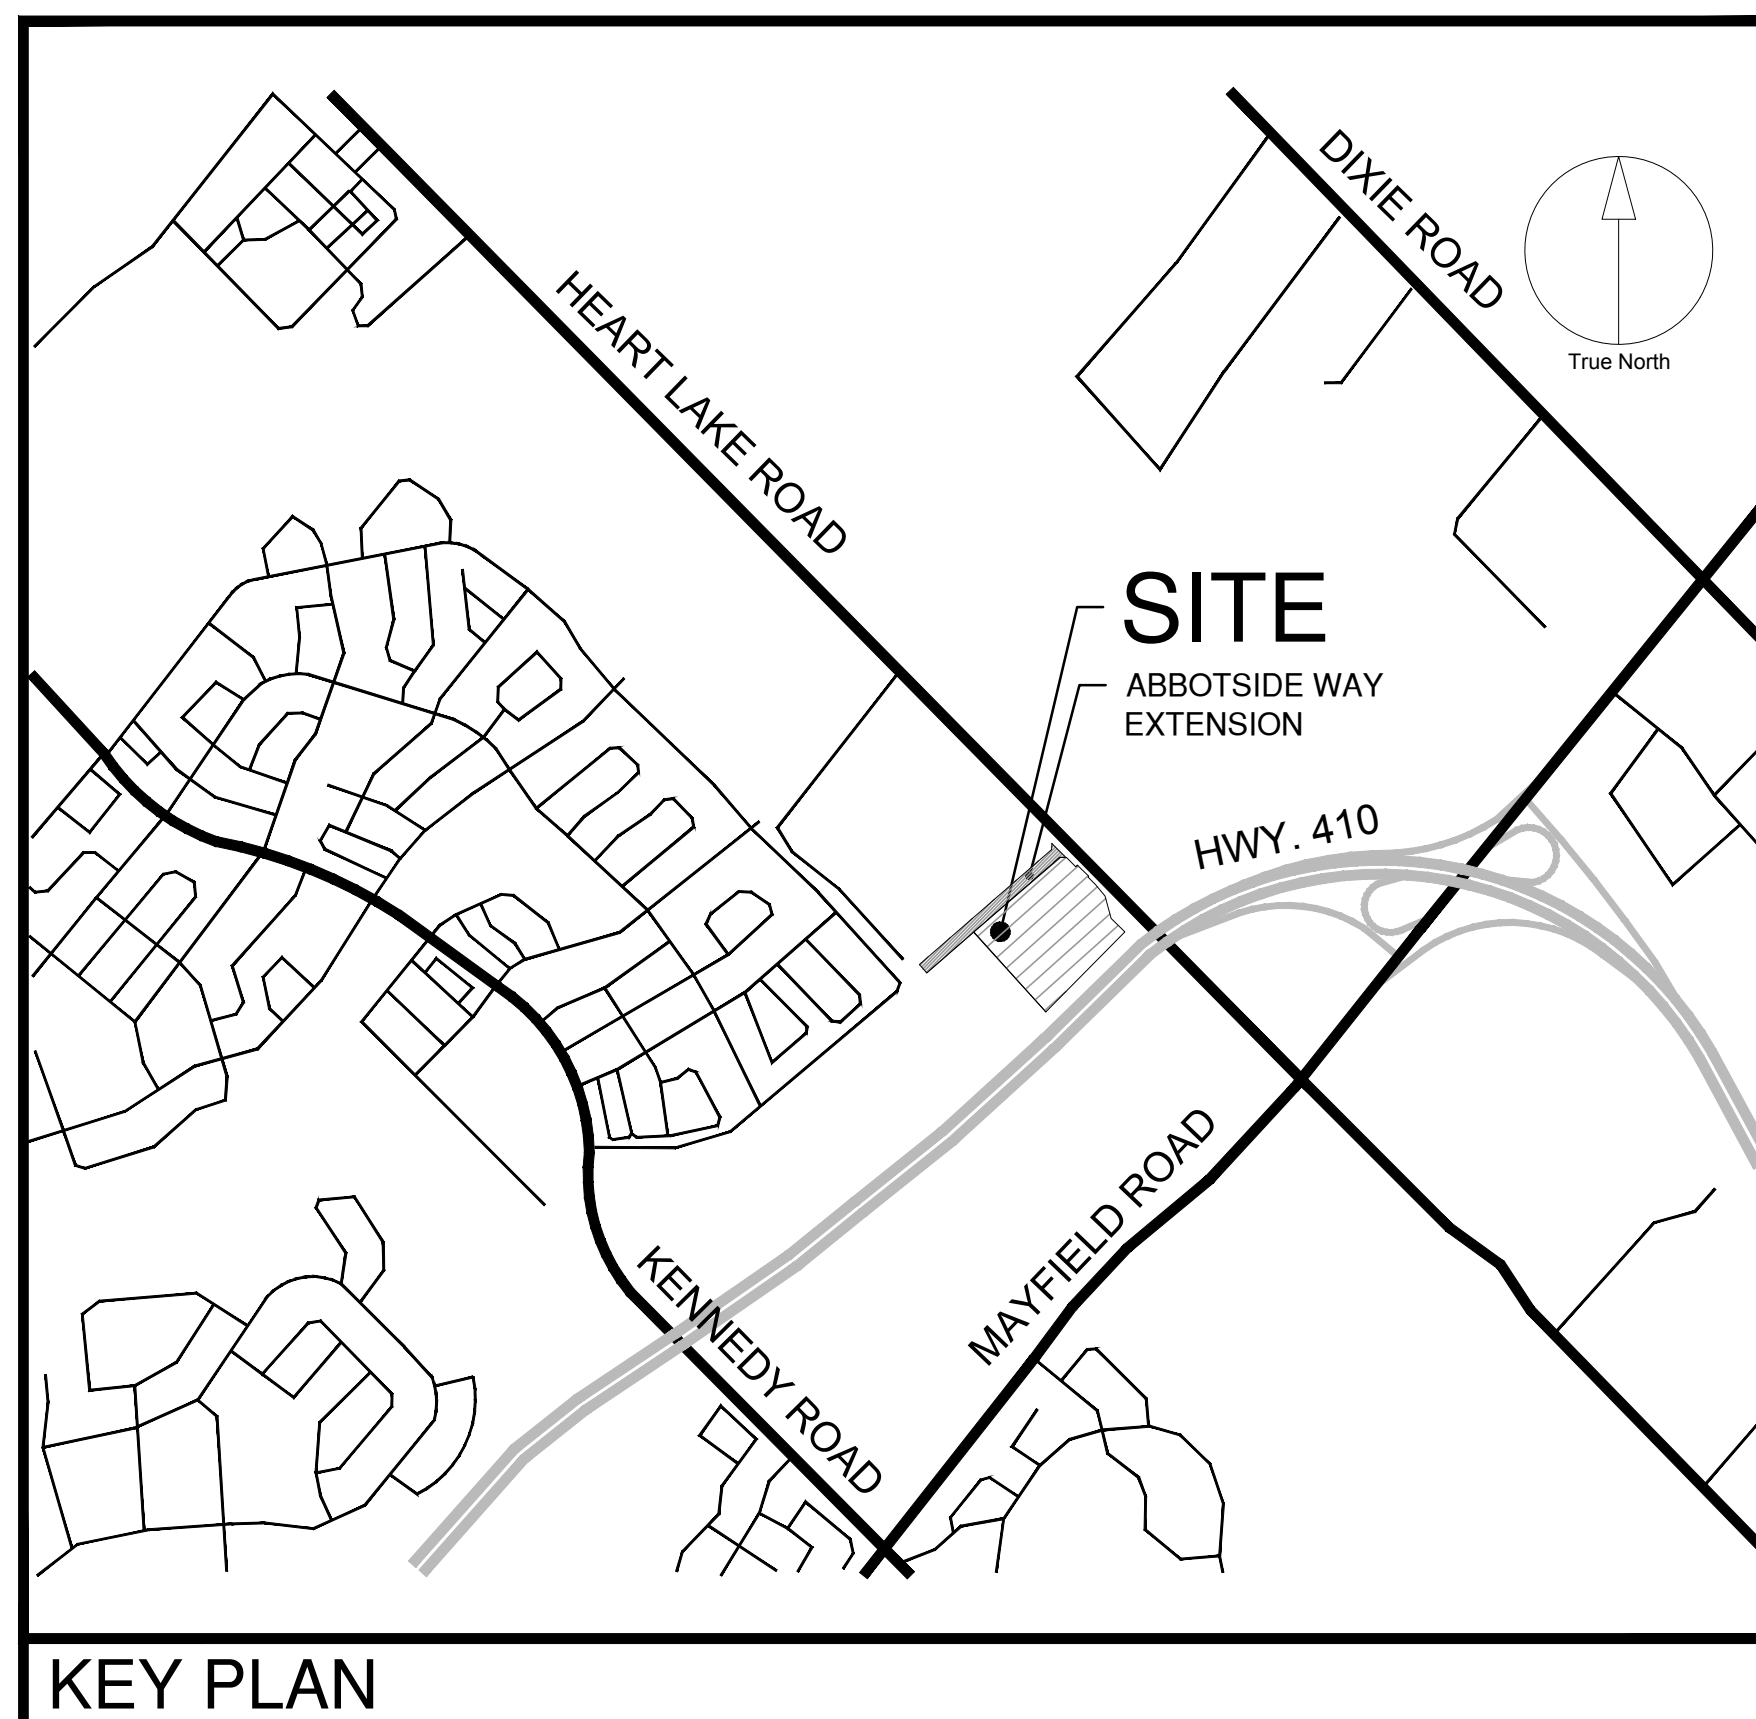 DIXIE ROAD
True North
HEART LAKE ROAD
SITE
ABBOTSIDE WAY
EXTENSION
HWY. 410
MAYFIELD ROAD
KENNEDY ROAD
KEY PLAN